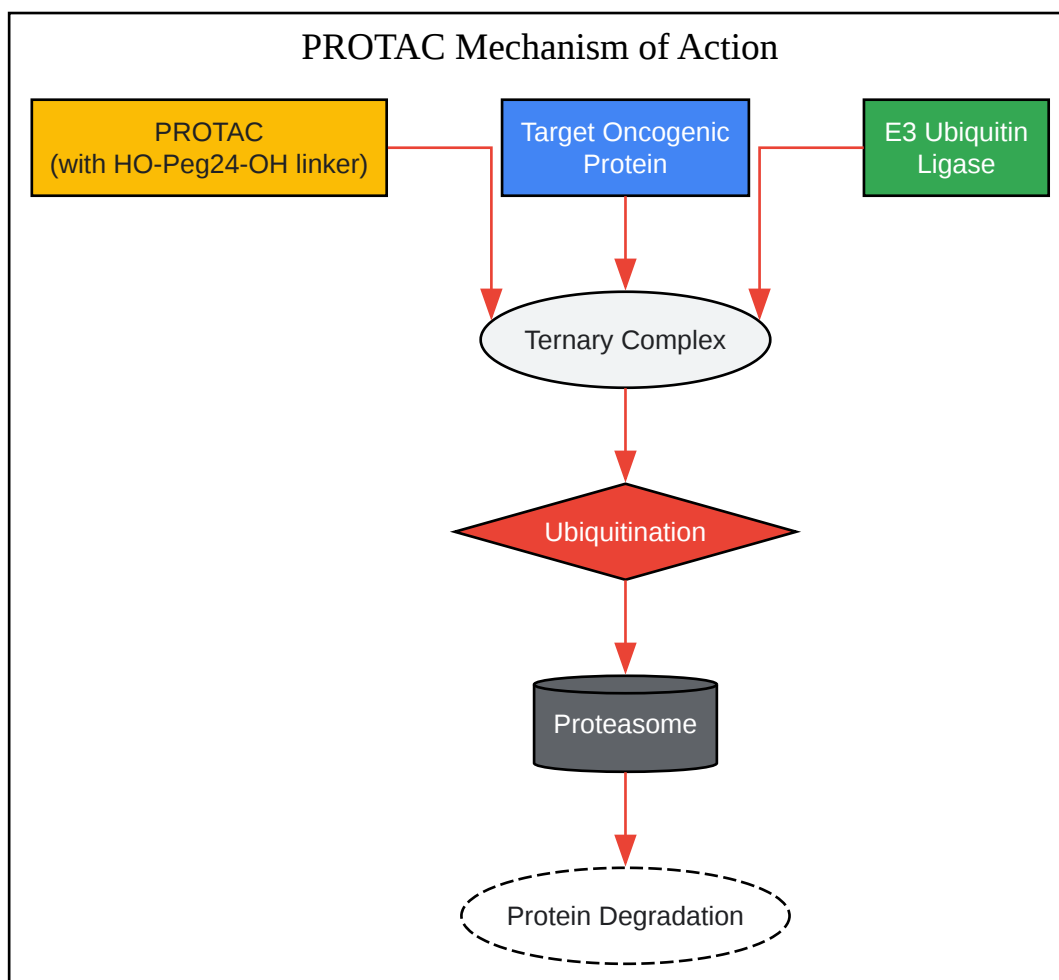 PROTAC Mechanism of Action
PROTAC
(with HO-Peg24-OH linker)
Target Oncogenic
Protein
E3 Ubiquitin
Ligase
Ternary Complex
Ubiquitination
Proteasome
Protein Degradation